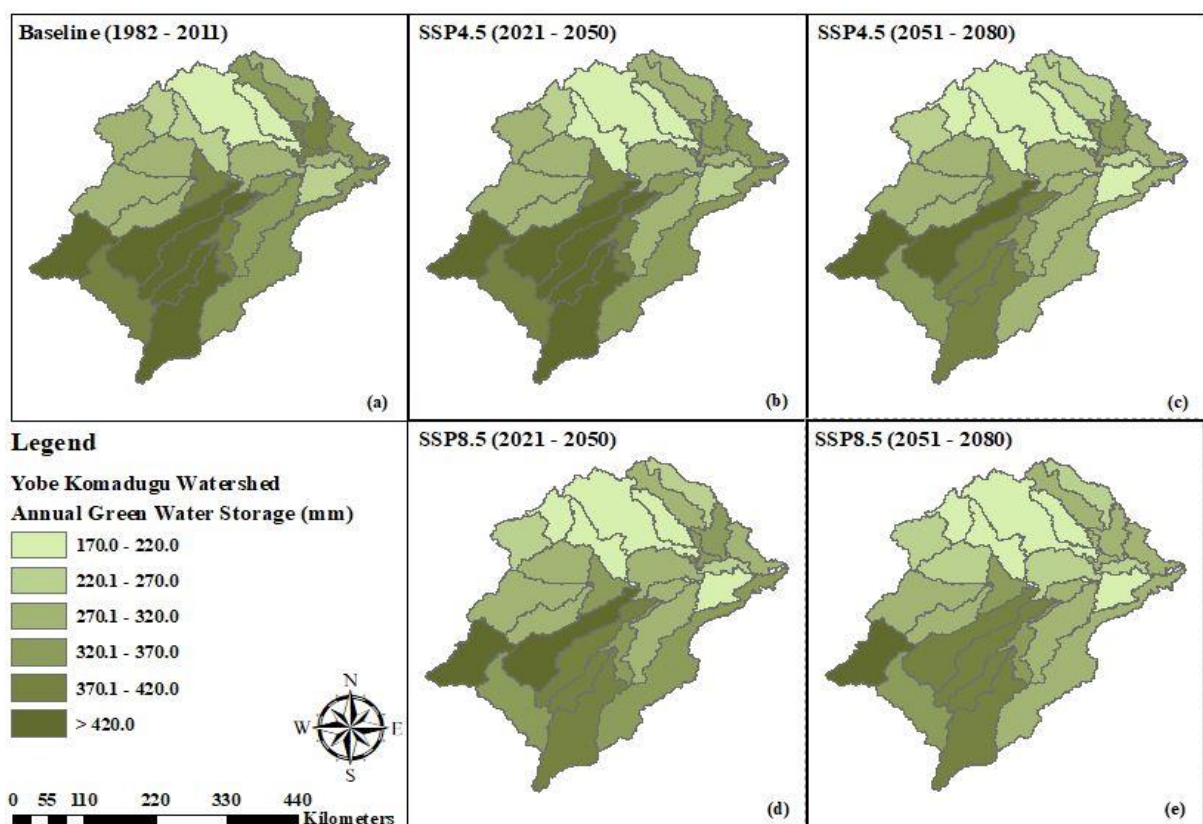 Baseline (1982 - 2011)
SSP4.5 (2021 - 2050)
SSP4.5 (2051 - 2080)
(a)
(b)
(c)
Legend
Yobe Komadugu Watershed
Annual Green Water Storage (mm)
170.0 - 220.0
220.1 - 270.0
270.1 - 320.0
320.1 - 370.0
370.1 - 420.0
> 420.0
N
W E
S
0 55 110 220 330 440
Kilometers
SSP8.5 (2021 - 2050)
SSP8.5 (2051 - 2080)
(d)
(e)